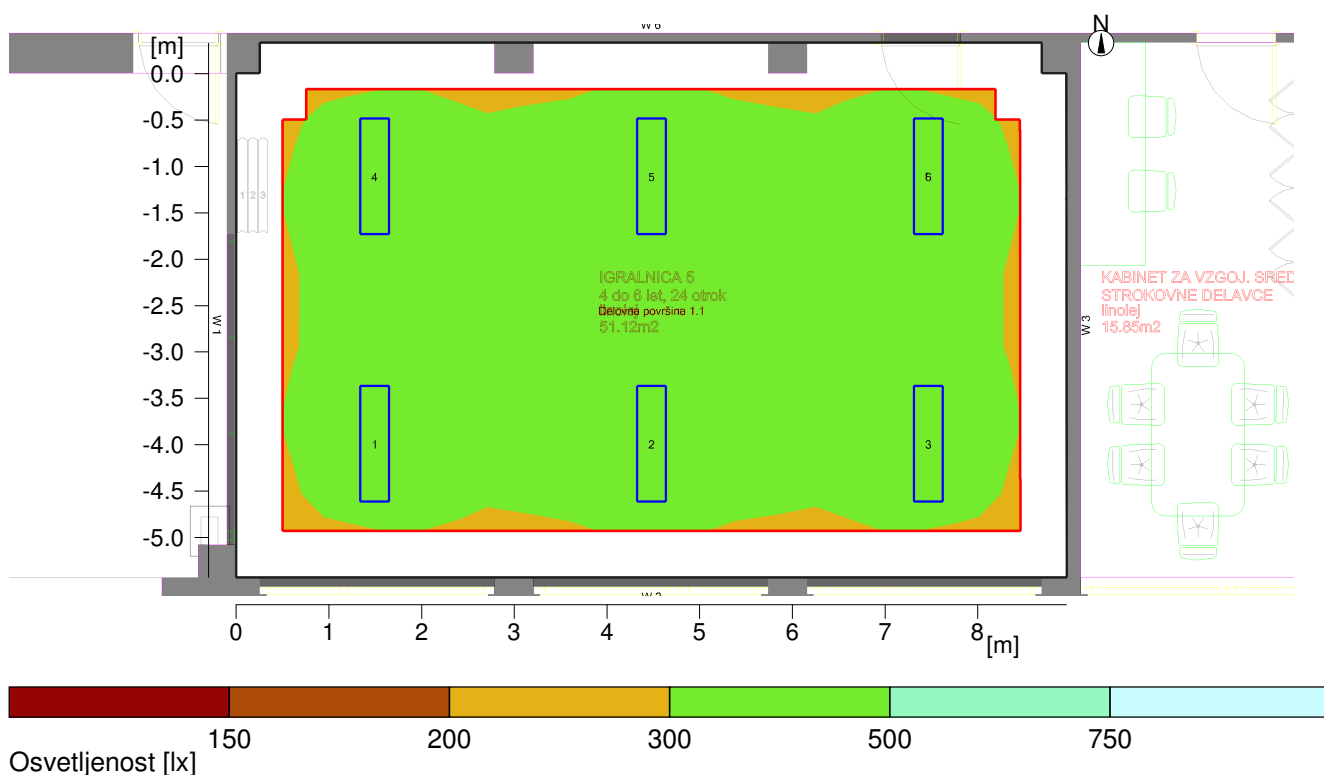 W 6
N
[m]
0.0
-0.5
-1.0
-1.5
-2.0
-2.5
-3.0
-3.5
-4.0
-4.5
-5.0
1 2 3
4
5
6
IGRALNICA 5
4 do 6 let, 24 otrok
linolej
Delovna površina 1.1
51.12m2
KABINET ZA VZGOJ. SRED
STROKOVNE DELAVCE
linolej
15.85m2
W 1
W 3
1
2
3
W 2
0 1 2 3 4 5 6 7 8 [m]
150 200 300 500 750
Osvetljenost [lx]